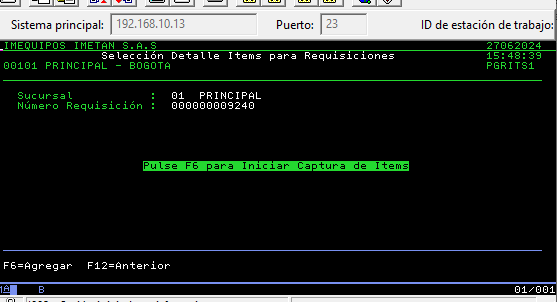 Sistema principal: 192.168.10.13 Puerto: 23 ID de estación de trabajo:
IMEQUIPOS IMETAN S.A.S 27062024
Selección Detalle Items para Requisiciones 15:48:39
00101 PRINCIPAL - BOGOTA PGRITS1
Sucursal : 01 PRINCIPAL
Número Requisición : 000000009240
Pulse F6 para Iniciar Captura de Items
F6=Agregar F12=Anterior
MA B 01/001